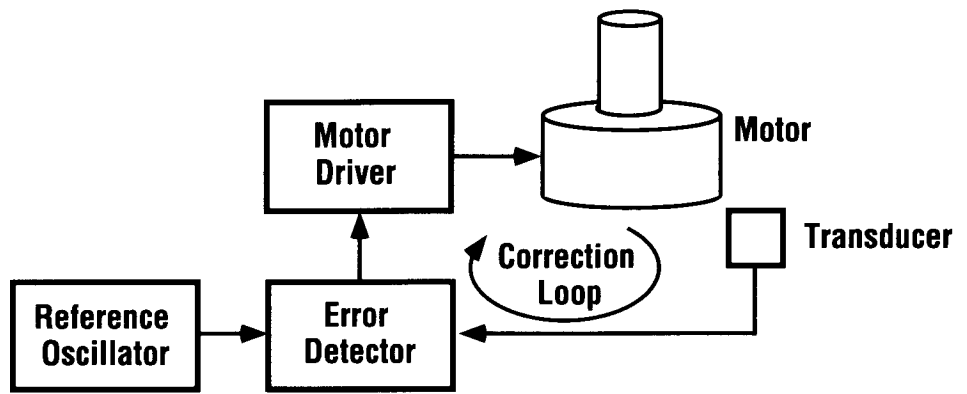 Motor
Driver
Motor
Transducer
Correction
Loop
Reference
Oscillator
Error
Detector